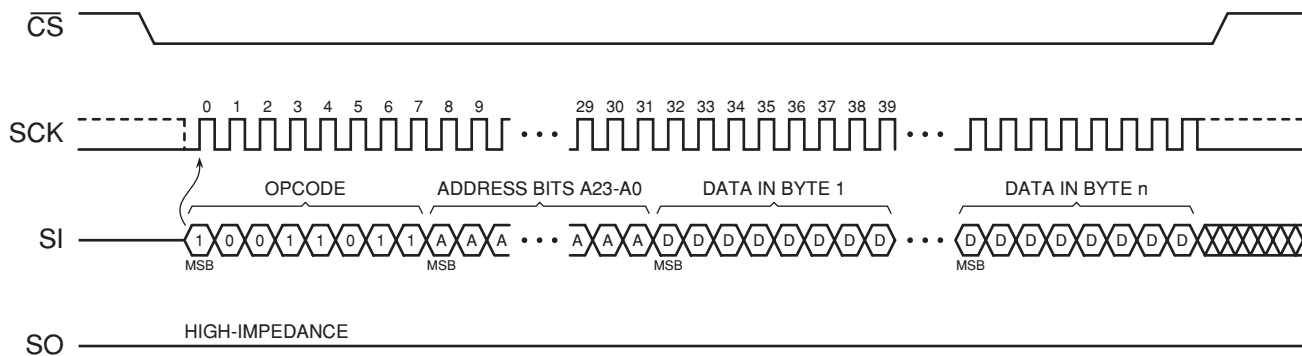 CS
0 1 2 3 4 5 6 7 8 9 29 30 31 32 33 34 35 36 37 38 39
SCK
OPCODE ADDRESS BITS A23-A0 DATA IN BYTE 1 DATA IN BYTE n
SI 1 0 0 1 1 0 1 1 A A A A A A D D D D D D D D D D D D D D D D
MSB MSB MSB MSB
HIGH-IMPEDANCE
SO